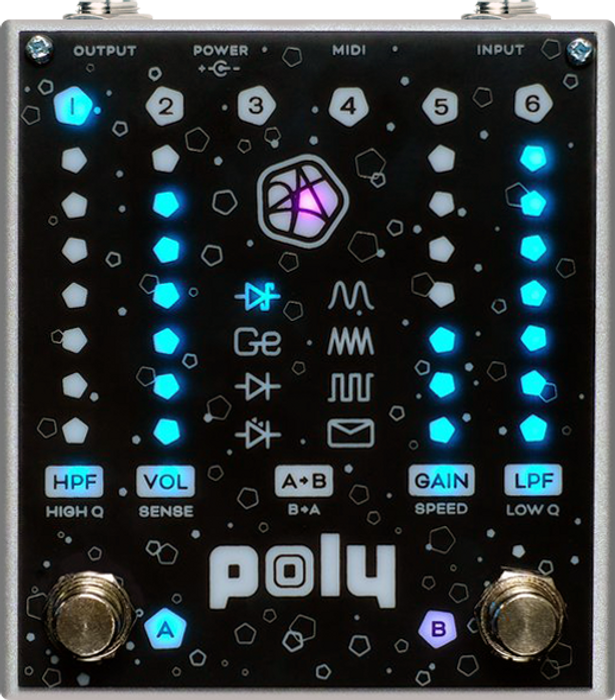 OUTPUT POWER MIDI INPUT
+ -
1 2 3 4 5 6
Ge
HPF VOL A→B GAIN LPF
HIGH Q SENSE B→A SPEED LOW Q
poly
A B